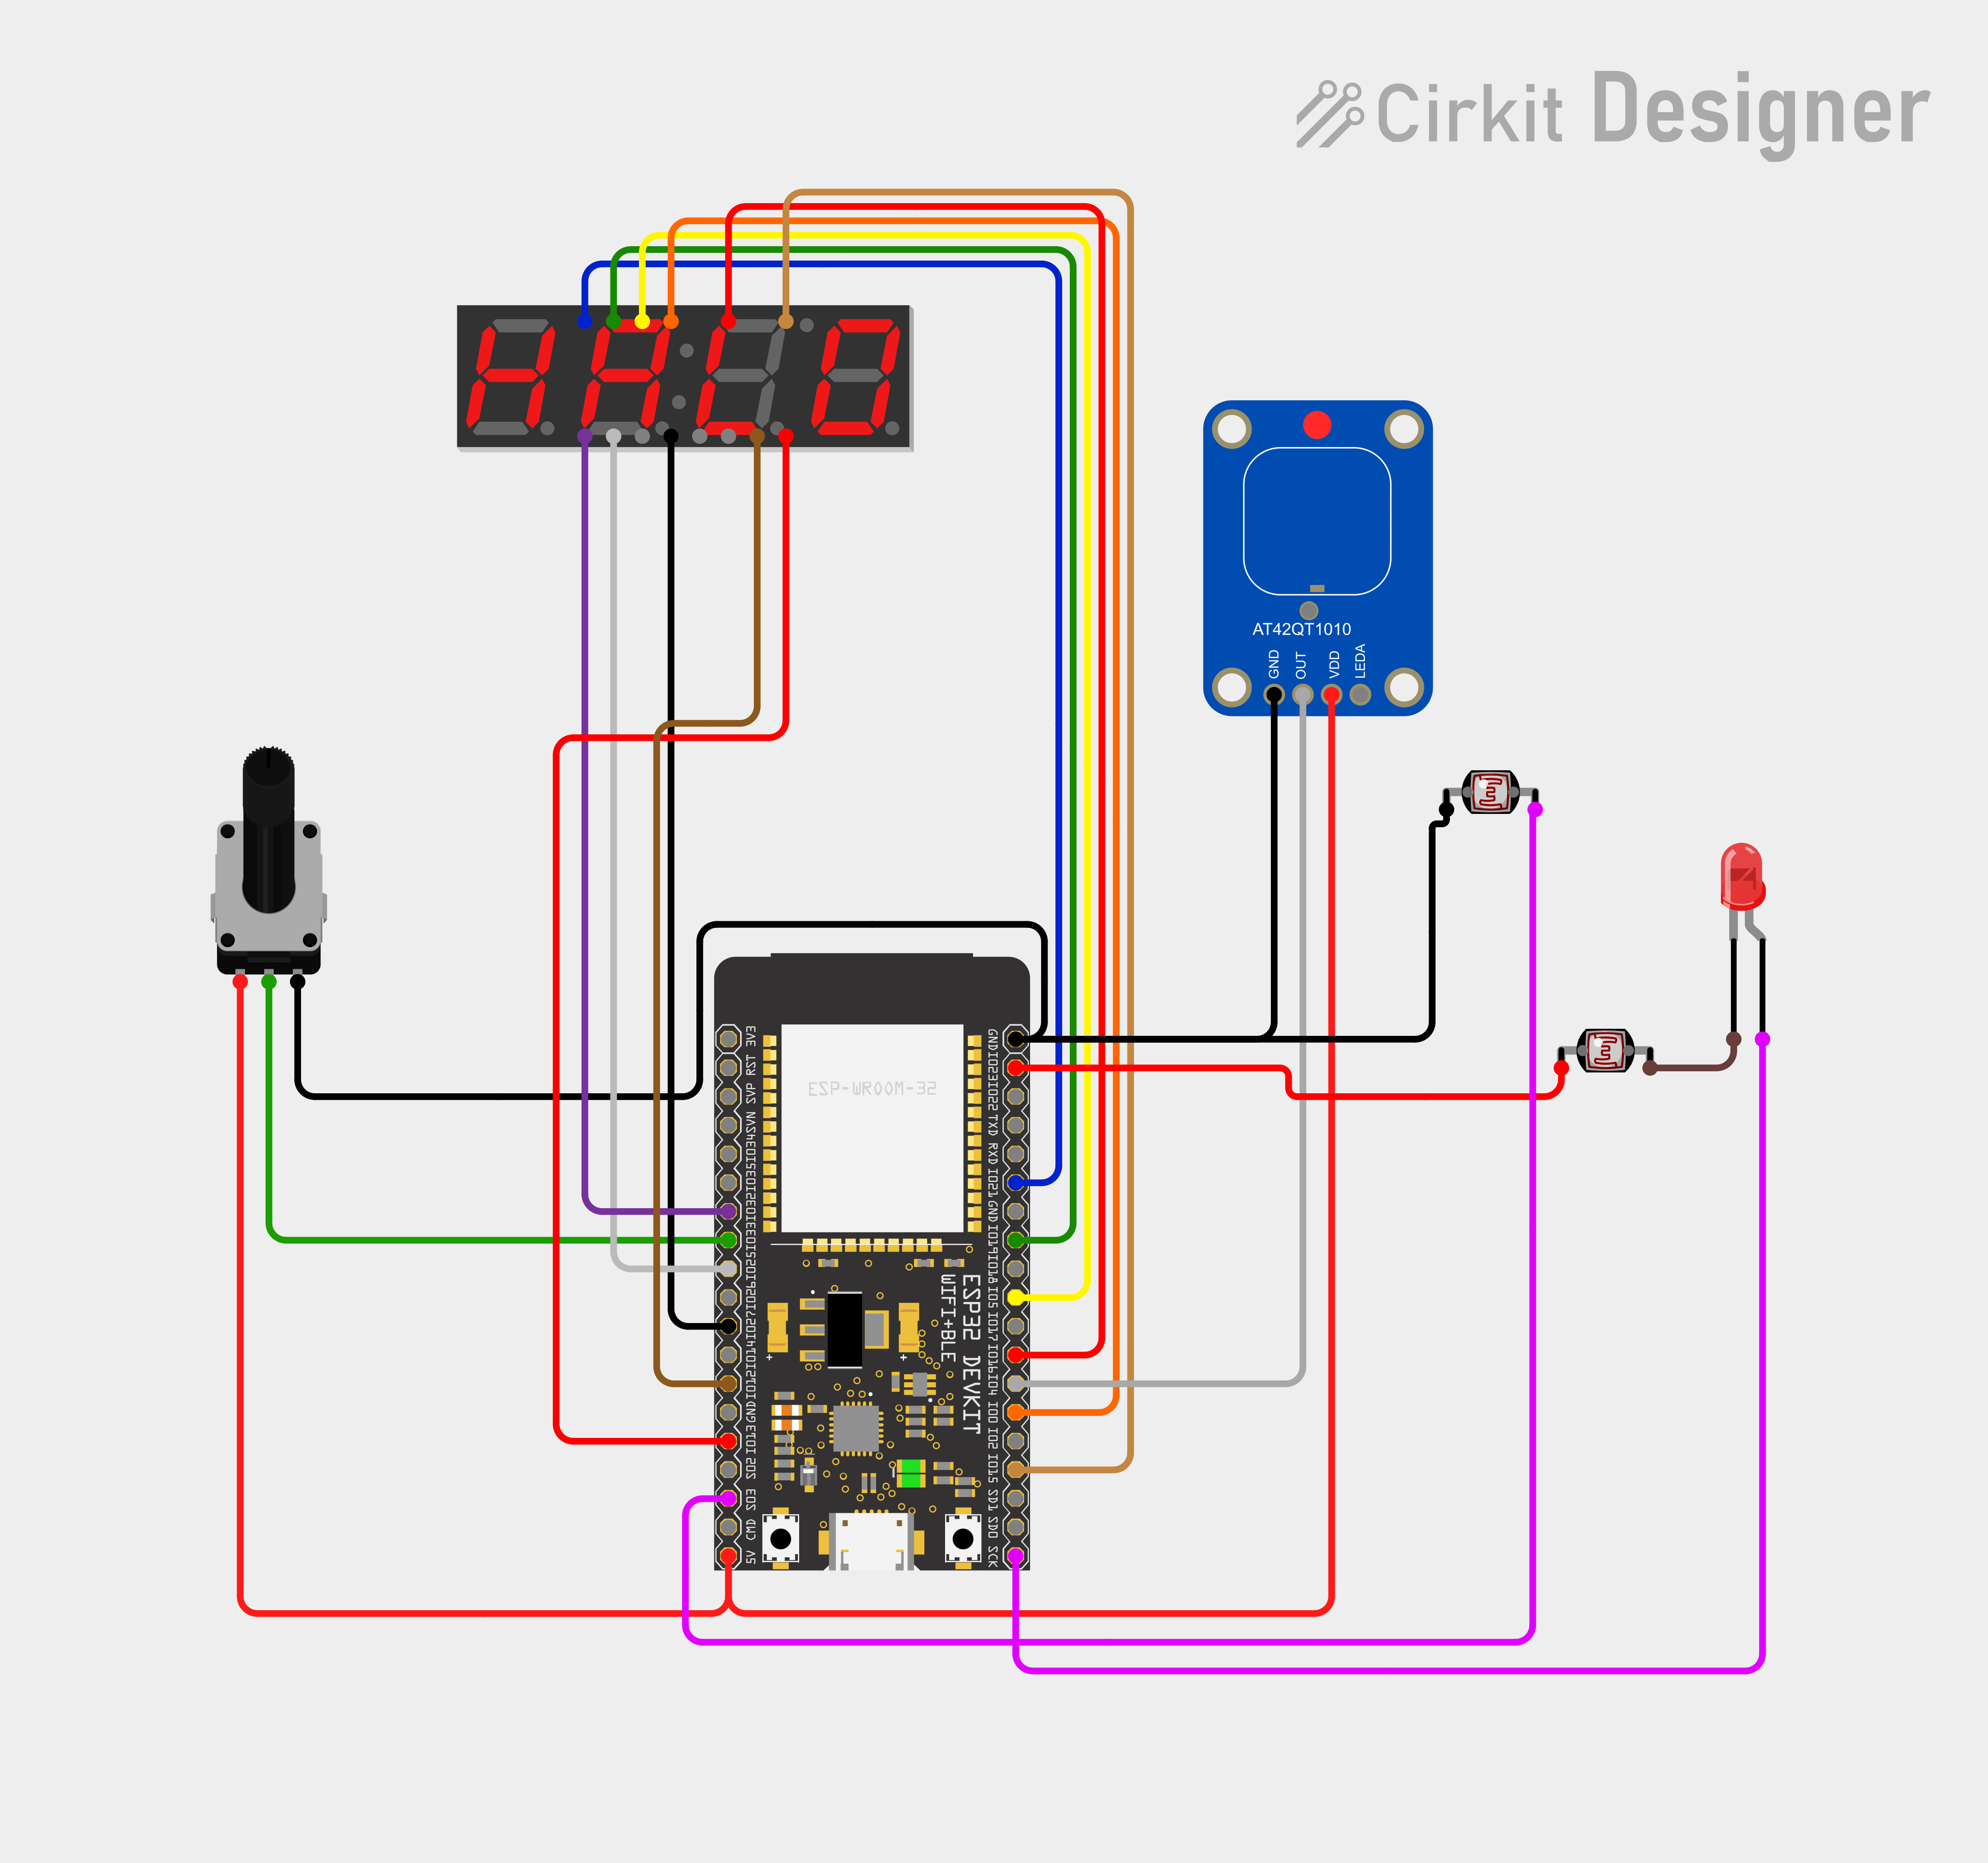 Cirkit Designer
AT42QT1010
GND
OUT
VDD
LEDA
ESP-WROOM-32
3V3
RST
SVP
SVN
IO34
IO35
IO32
IO33
IO25
IO26
IO27
IO14
IO12
GND
IO13
SD2
SD3
CMD
5V
GND
IO23
IO22
TXD
RXD
IO21
GND
IO19
IO18
IO5
IO17
IO16
IO4
IO0
IO2
IO15
SD1
SD0
SCK
ESP32 DEVKIT
WIFI+BLE